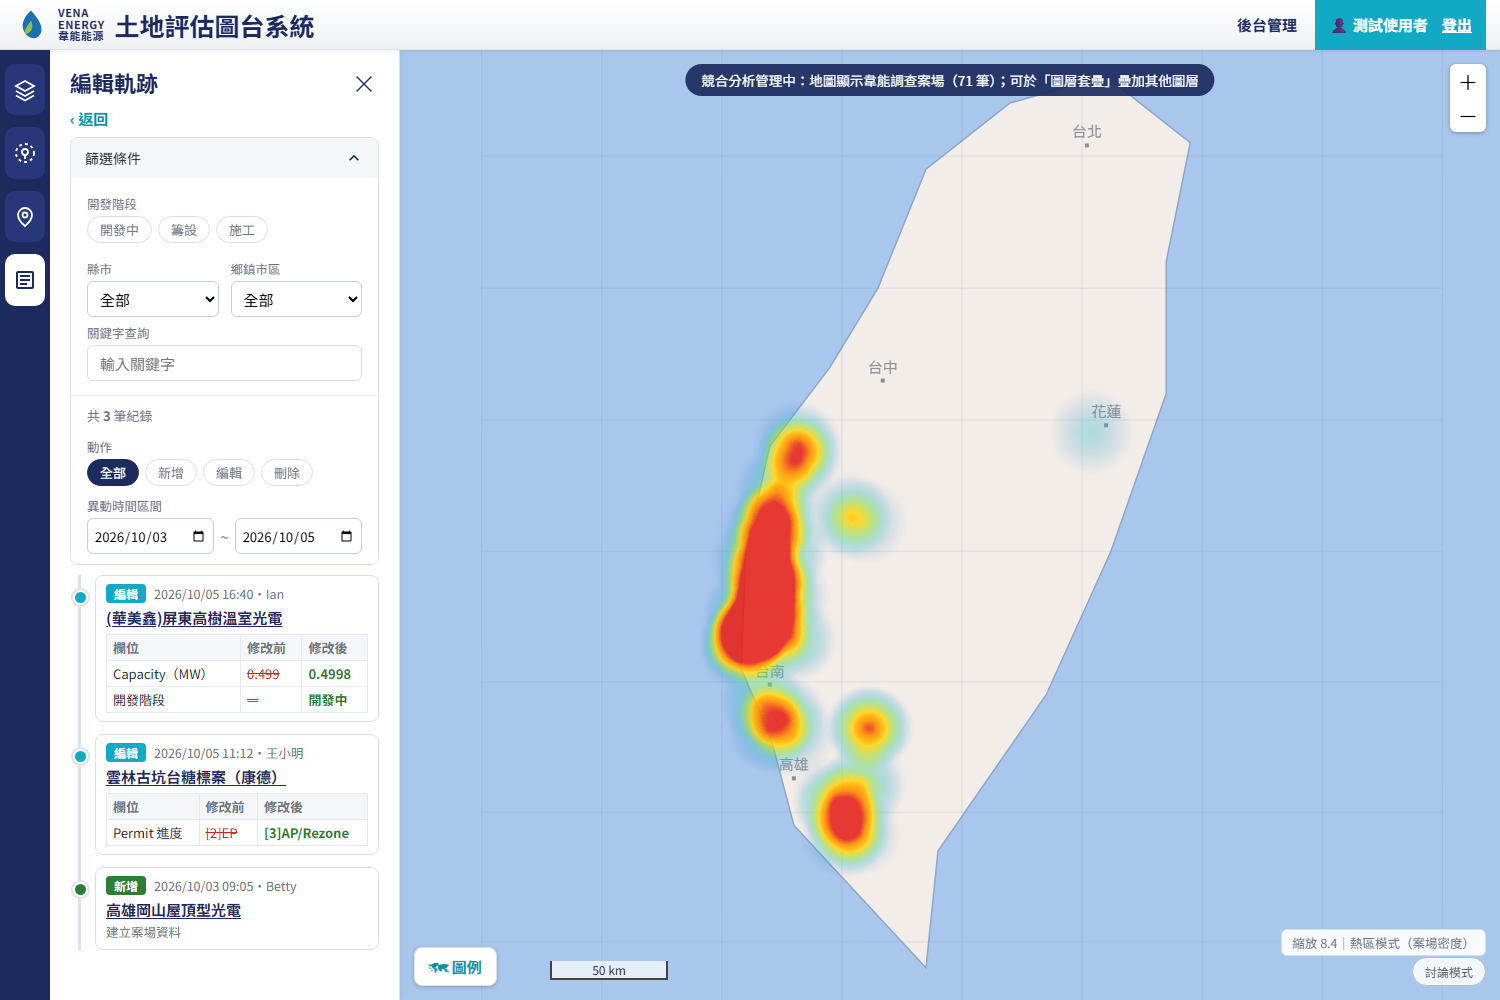 VENA
ENERGY
韋能能源
土地評估圖台系統
後台管理
測試使用者 登出
編輯軌跡
‹ 返回
篩選條件
開發階段
開發中 籌設 施工
縣市 鄉鎮市區
全部 全部
關鍵字查詢
輸入關鍵字
共 3 筆紀錄
動作
全部 新增 編輯 刪除
異動時間區間
2026/10/03 ~ 2026/10/05
編輯 2026/10/05 16:40・Ian
(華美鑫)屏東高樹溫室光電
欄位 修改前 修改後
Capacity（MW） 0.499 0.4998
開發階段 — 開發中
編輯 2026/10/05 11:12・王小明
雲林古坑台糖標案（康德）
欄位 修改前 修改後
Permit 進度 [2]EP [3]AP/Rezone
新增 2026/10/03 09:05・Betty
高雄岡山屋頂型光電
建立案場資料
競合分析管理中：地圖顯示韋能調查案場（71 筆）；可於「圖層套疊」疊加其他圖層
+
−
台北
台中
花蓮
台南
高雄
圖例
50 km
縮放 8.4｜熱區模式（案場密度）
討論模式